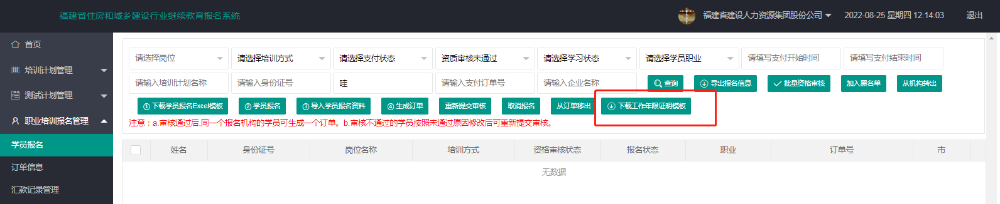 福建省住房和城乡建设行业继续教育报名系统 福建省建设人力资源集团股份公司 2022-08-25 星期四 12:14:03 退出
首页
培训计划管理
测试计划管理
职业培训报名管理
学员报名
订单信息
汇款记录管理
请选择岗位 请选择培训方式 请选择支付状态 资质审核未通过 请选择学习状态 请选择学员职业 请填写支付开始时间 请填写支付结束时间
请输入培训计划名称 请输入身份证号 哇 请输入支付订单号 请输入企业名称 查询 导出报名信息 批量资格审核 加入黑名单 从机构转出
①下载学员报名Excel模板 ②学员报名 ③导入学员报名资料 ④生成订单 重新提交审核 取消报名 从订单移出 下载工作年限证明模板
注意：a.审核通过后,同一个报名机构的学员可生成一个订单。b.审核不通过的学员按照未通过原因修改后可重新提交审核。
姓名 身份证号 岗位名称 培训方式 资格审核状态 报名状态 职业 订单号 市
无数据